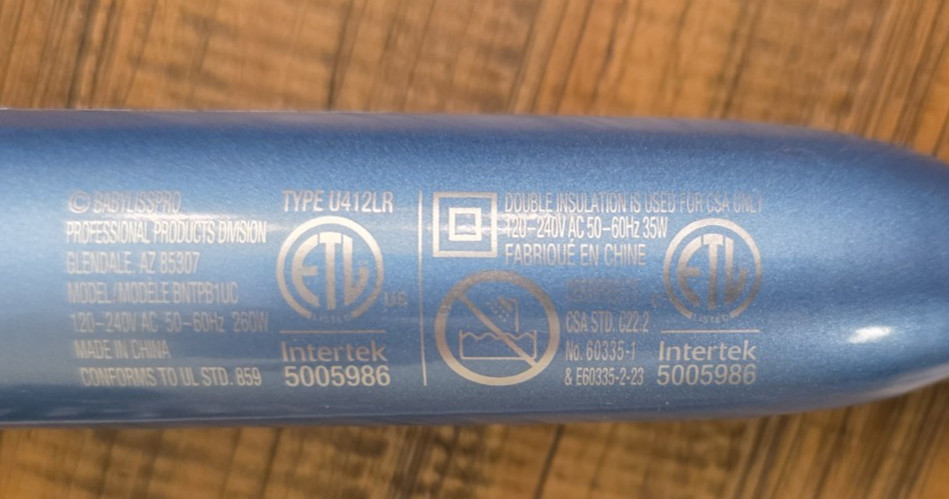 © BABYLISSPRO
PROFESSIONAL PRODUCTS DIVISION
GLENDALE, AZ 85307
MODEL/MODÈLE BNTPB1UC
120-240V AC 50-60Hz 260W
MADE IN CHINA
CONFORMS TO UL STD. 859
TYPE U412LR
ETL
LISTED
US
Intertek
5005986
DOUBLE INSULATION IS USED FOR CSA ONLY
120-240V AC 50-60Hz 35W
FABRIQUÉ EN CHINE
CSA STD. C22.2
No. 60335-1
& E60335-2-23
ETL
LISTED
Intertek
5005986